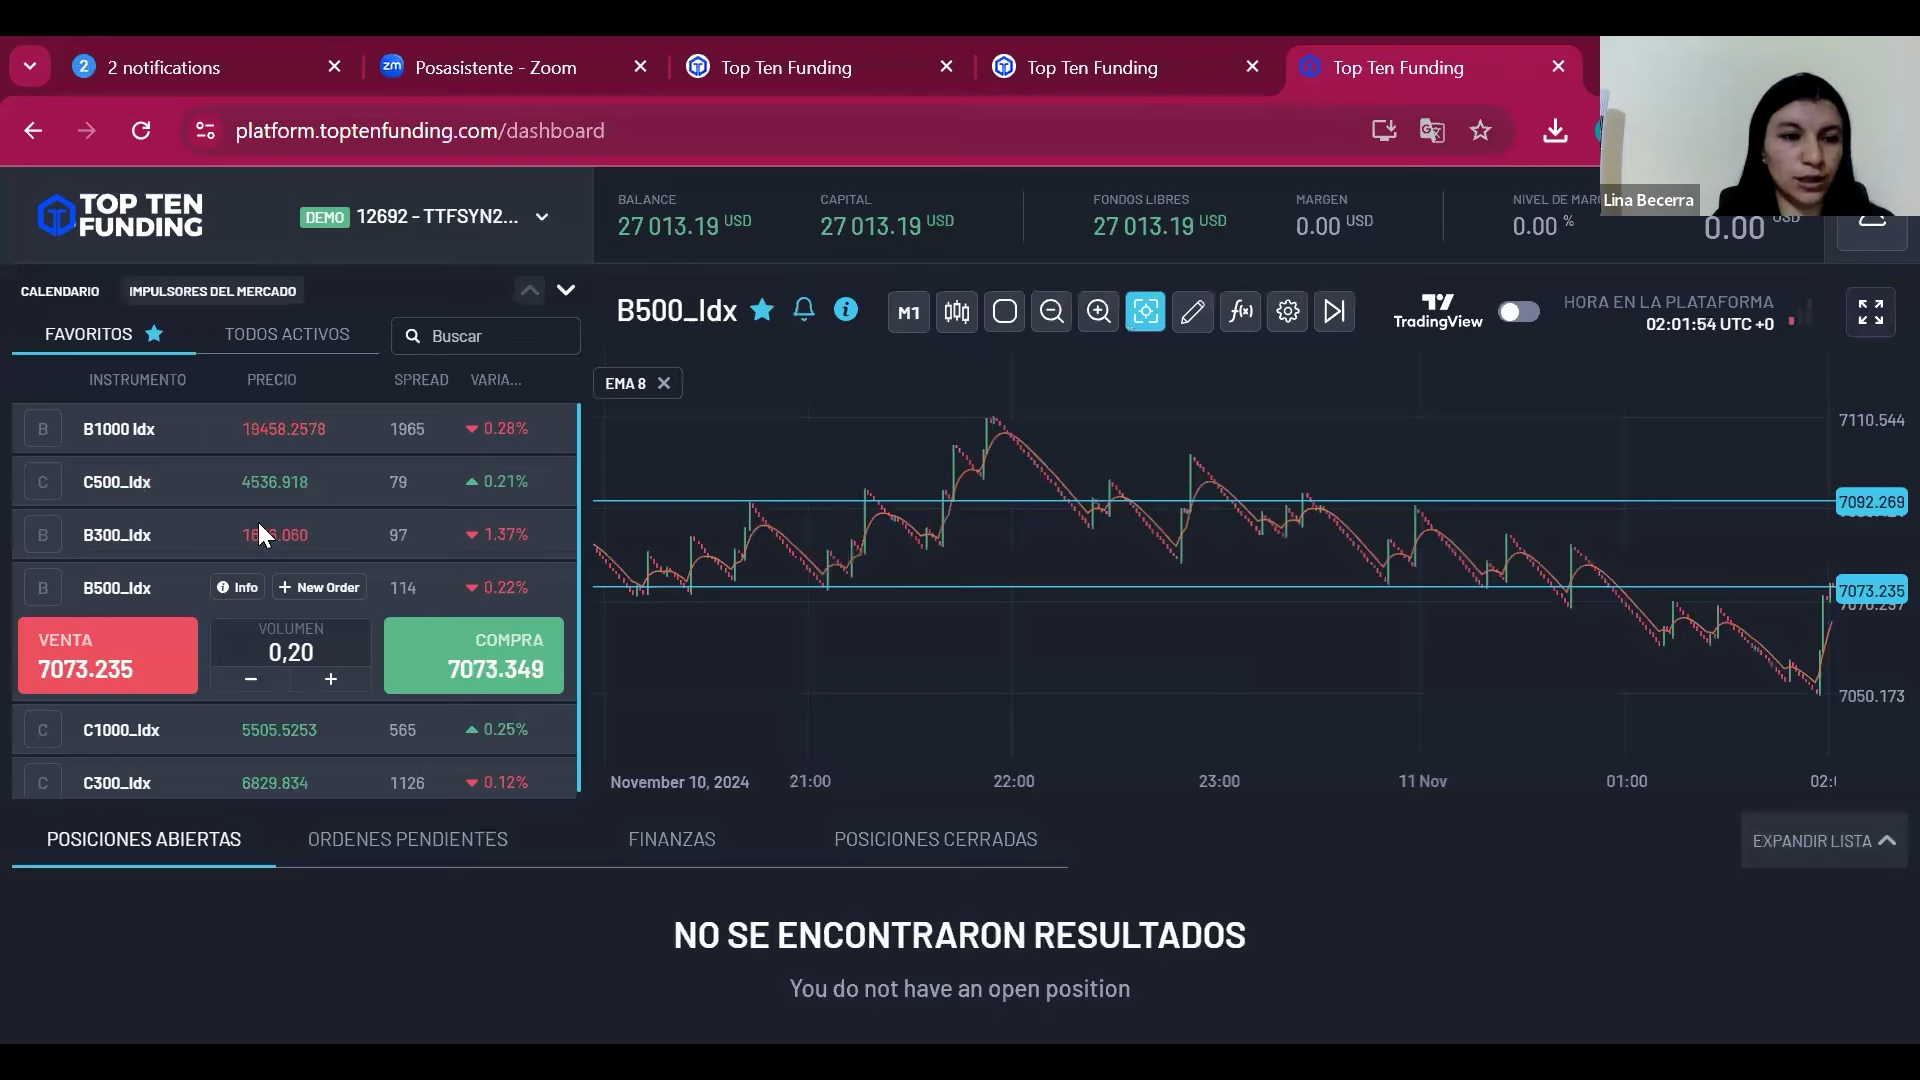 2 2 notifications
zm Posasistente - Zoom
Top Ten Funding
Top Ten Funding
Top Ten Funding
platform.toptenfunding.com/dashboard
Lina Becerra
TOP TEN
FUNDING
DEMO 12692 - TTFSYN2...
BALANCE
27 013.19 USD
CAPITAL
27 013.19 USD
FONDOS LIBRES
27 013.19 USD
MARGEN
0.00 USD
NIVEL DE MAR
0.00 %
0.00 USD
CALENDARIO
IMPULSORES DEL MERCADO
FAVORITOS
TODOS ACTIVOS
Buscar
INSTRUMENTO PRECIO SPREAD VARIA...
B B1000 Idx 19458.2578 1965 0.28%
C C500_Idx 4536.918 79 0.21%
B B300_Idx 97 1.37%
B B500_Idx Info + New Order 114 0.22%
VENTA
7073.235
VOLUMEN
0,20
− +
COMPRA
7073.349
C C1000_Idx 5505.5253 565 0.25%
C C300_Idx 6829.834 1126 0.12%
B500_Idx
M1
f(x)
TradingView
HORA EN LA PLATAFORMA
02:01:54 UTC +0
EMA 8
7110.544
7092.269
7073.235
7050.173
November 10, 2024 21:00 22:00 23:00 11 Nov 01:00 02:
POSICIONES ABIERTAS
ORDENES PENDIENTES
FINANZAS
POSICIONES CERRADAS
EXPANDIR LISTA
NO SE ENCONTRARON RESULTADOS
You do not have an open position